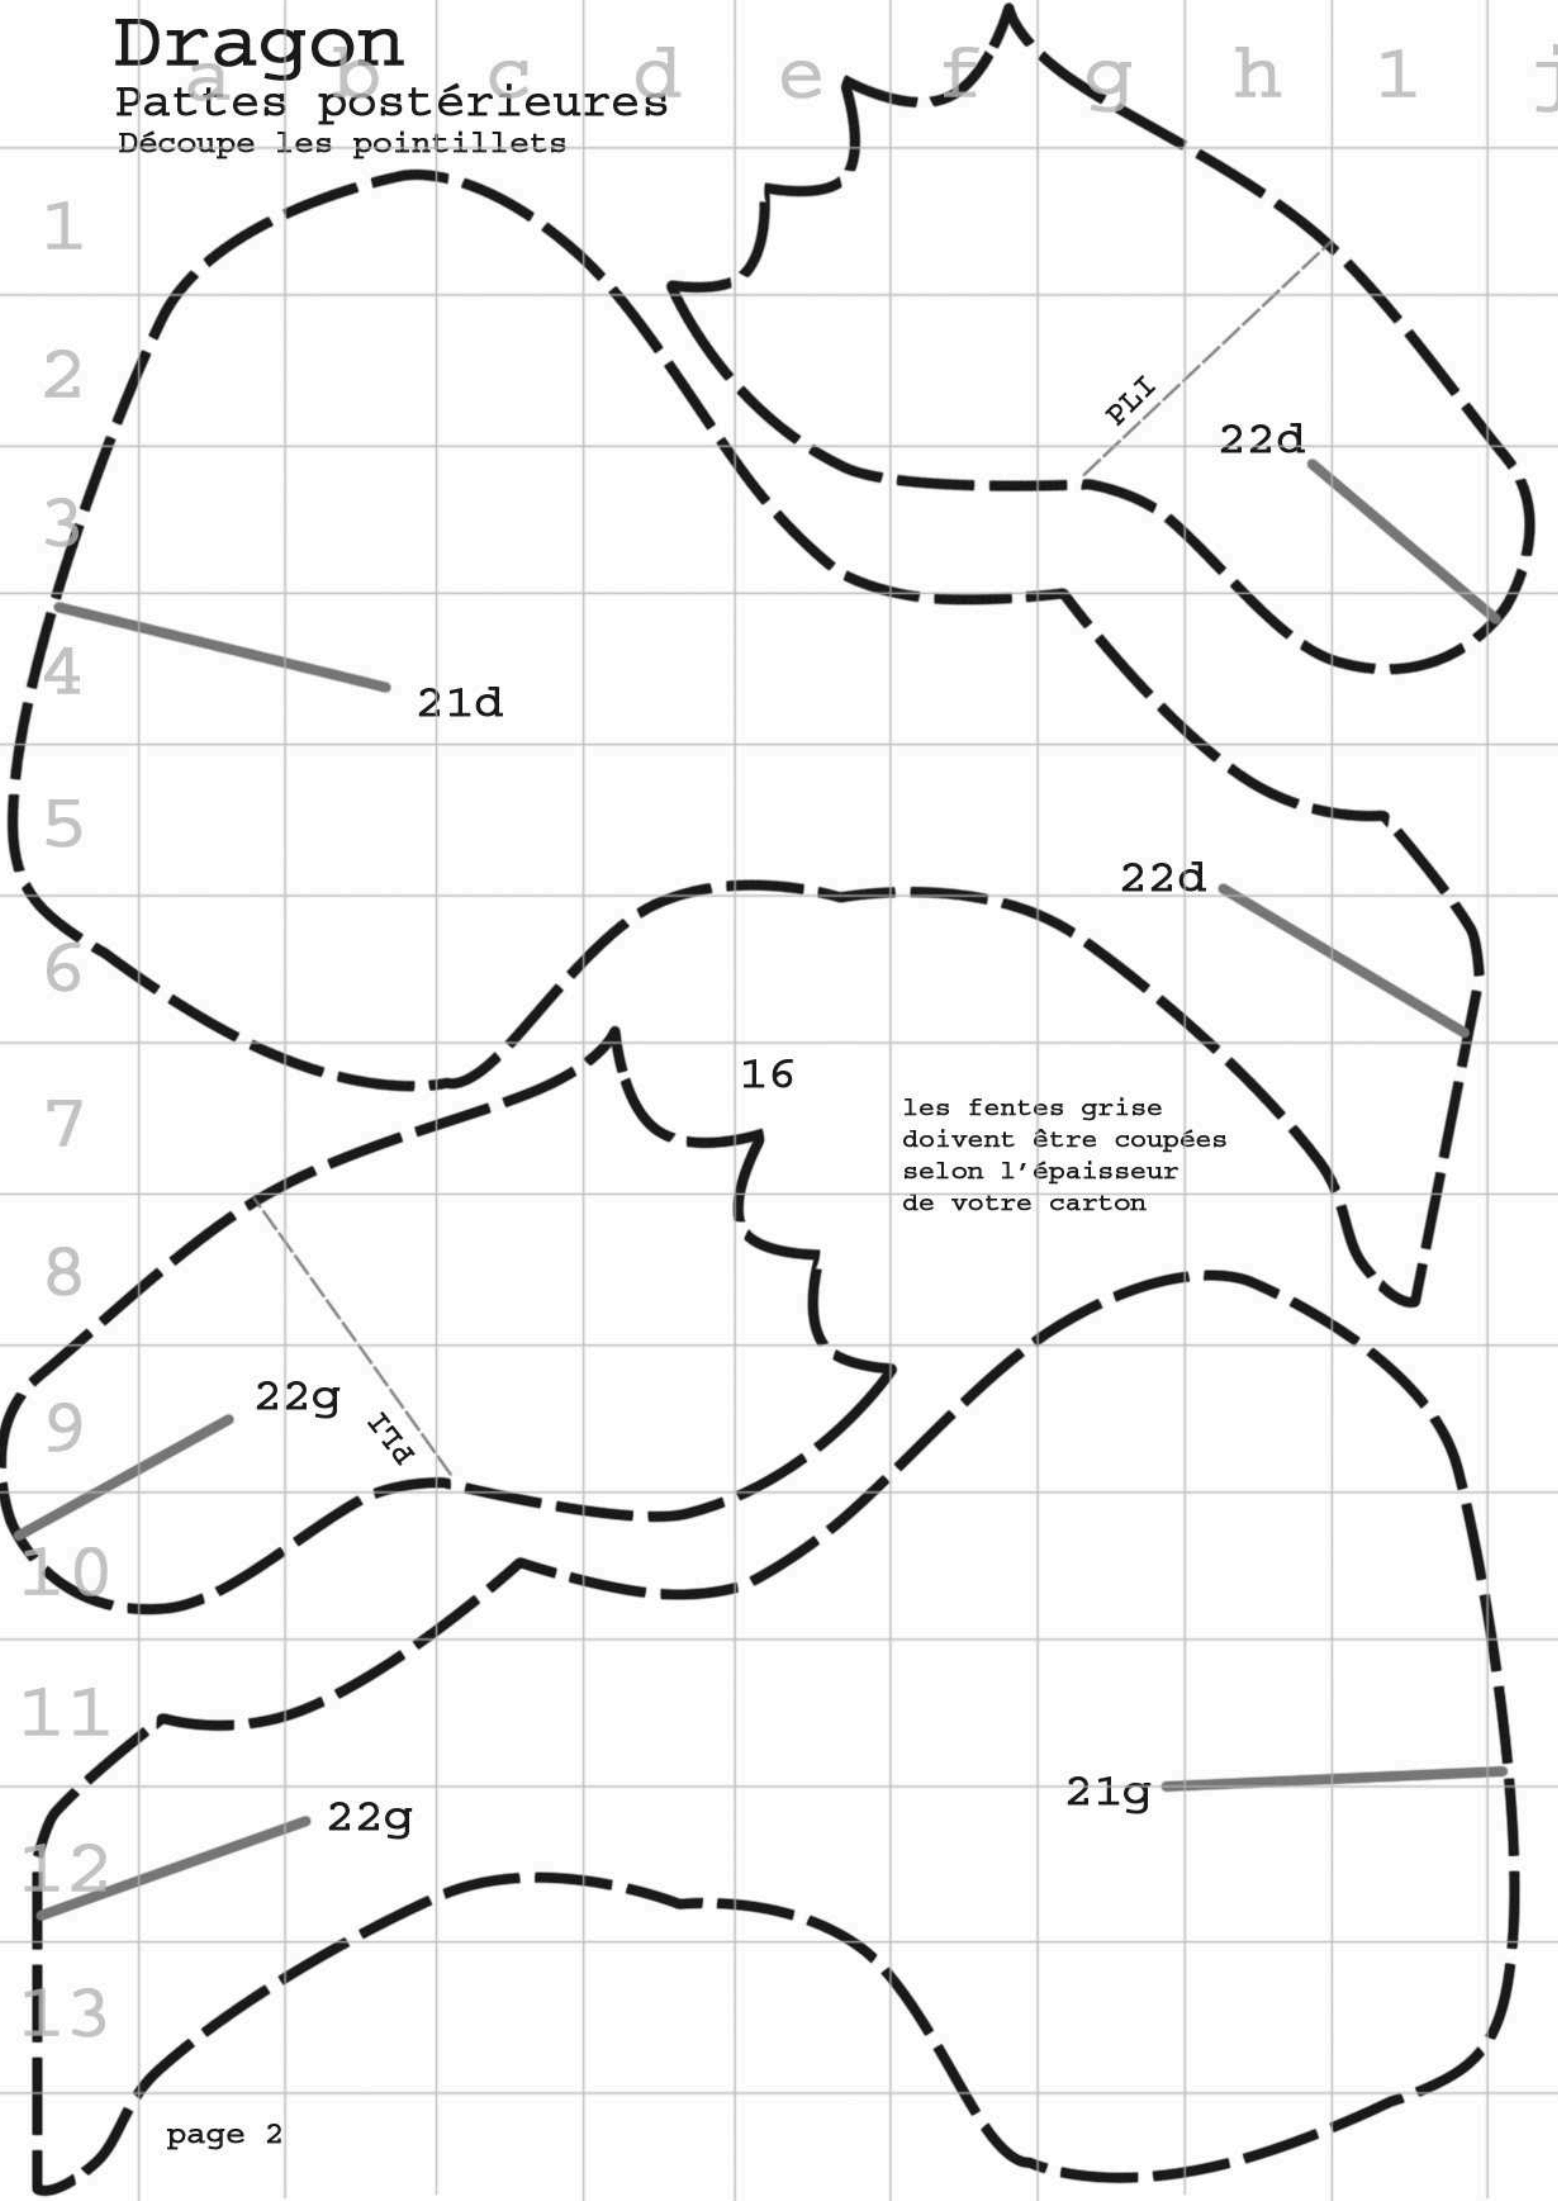 Dragon
a b c d e f g h 1 j
Pattes postérieures
Découpe les pointillets
1
2
PLI
22d
3
4
21d
5
22d
6
16
7
les fentes grise
doivent être coupées
selon l’épaisseur
de votre carton
8
22g
PLI
9
10
11
21g
22g
12
13
page 2